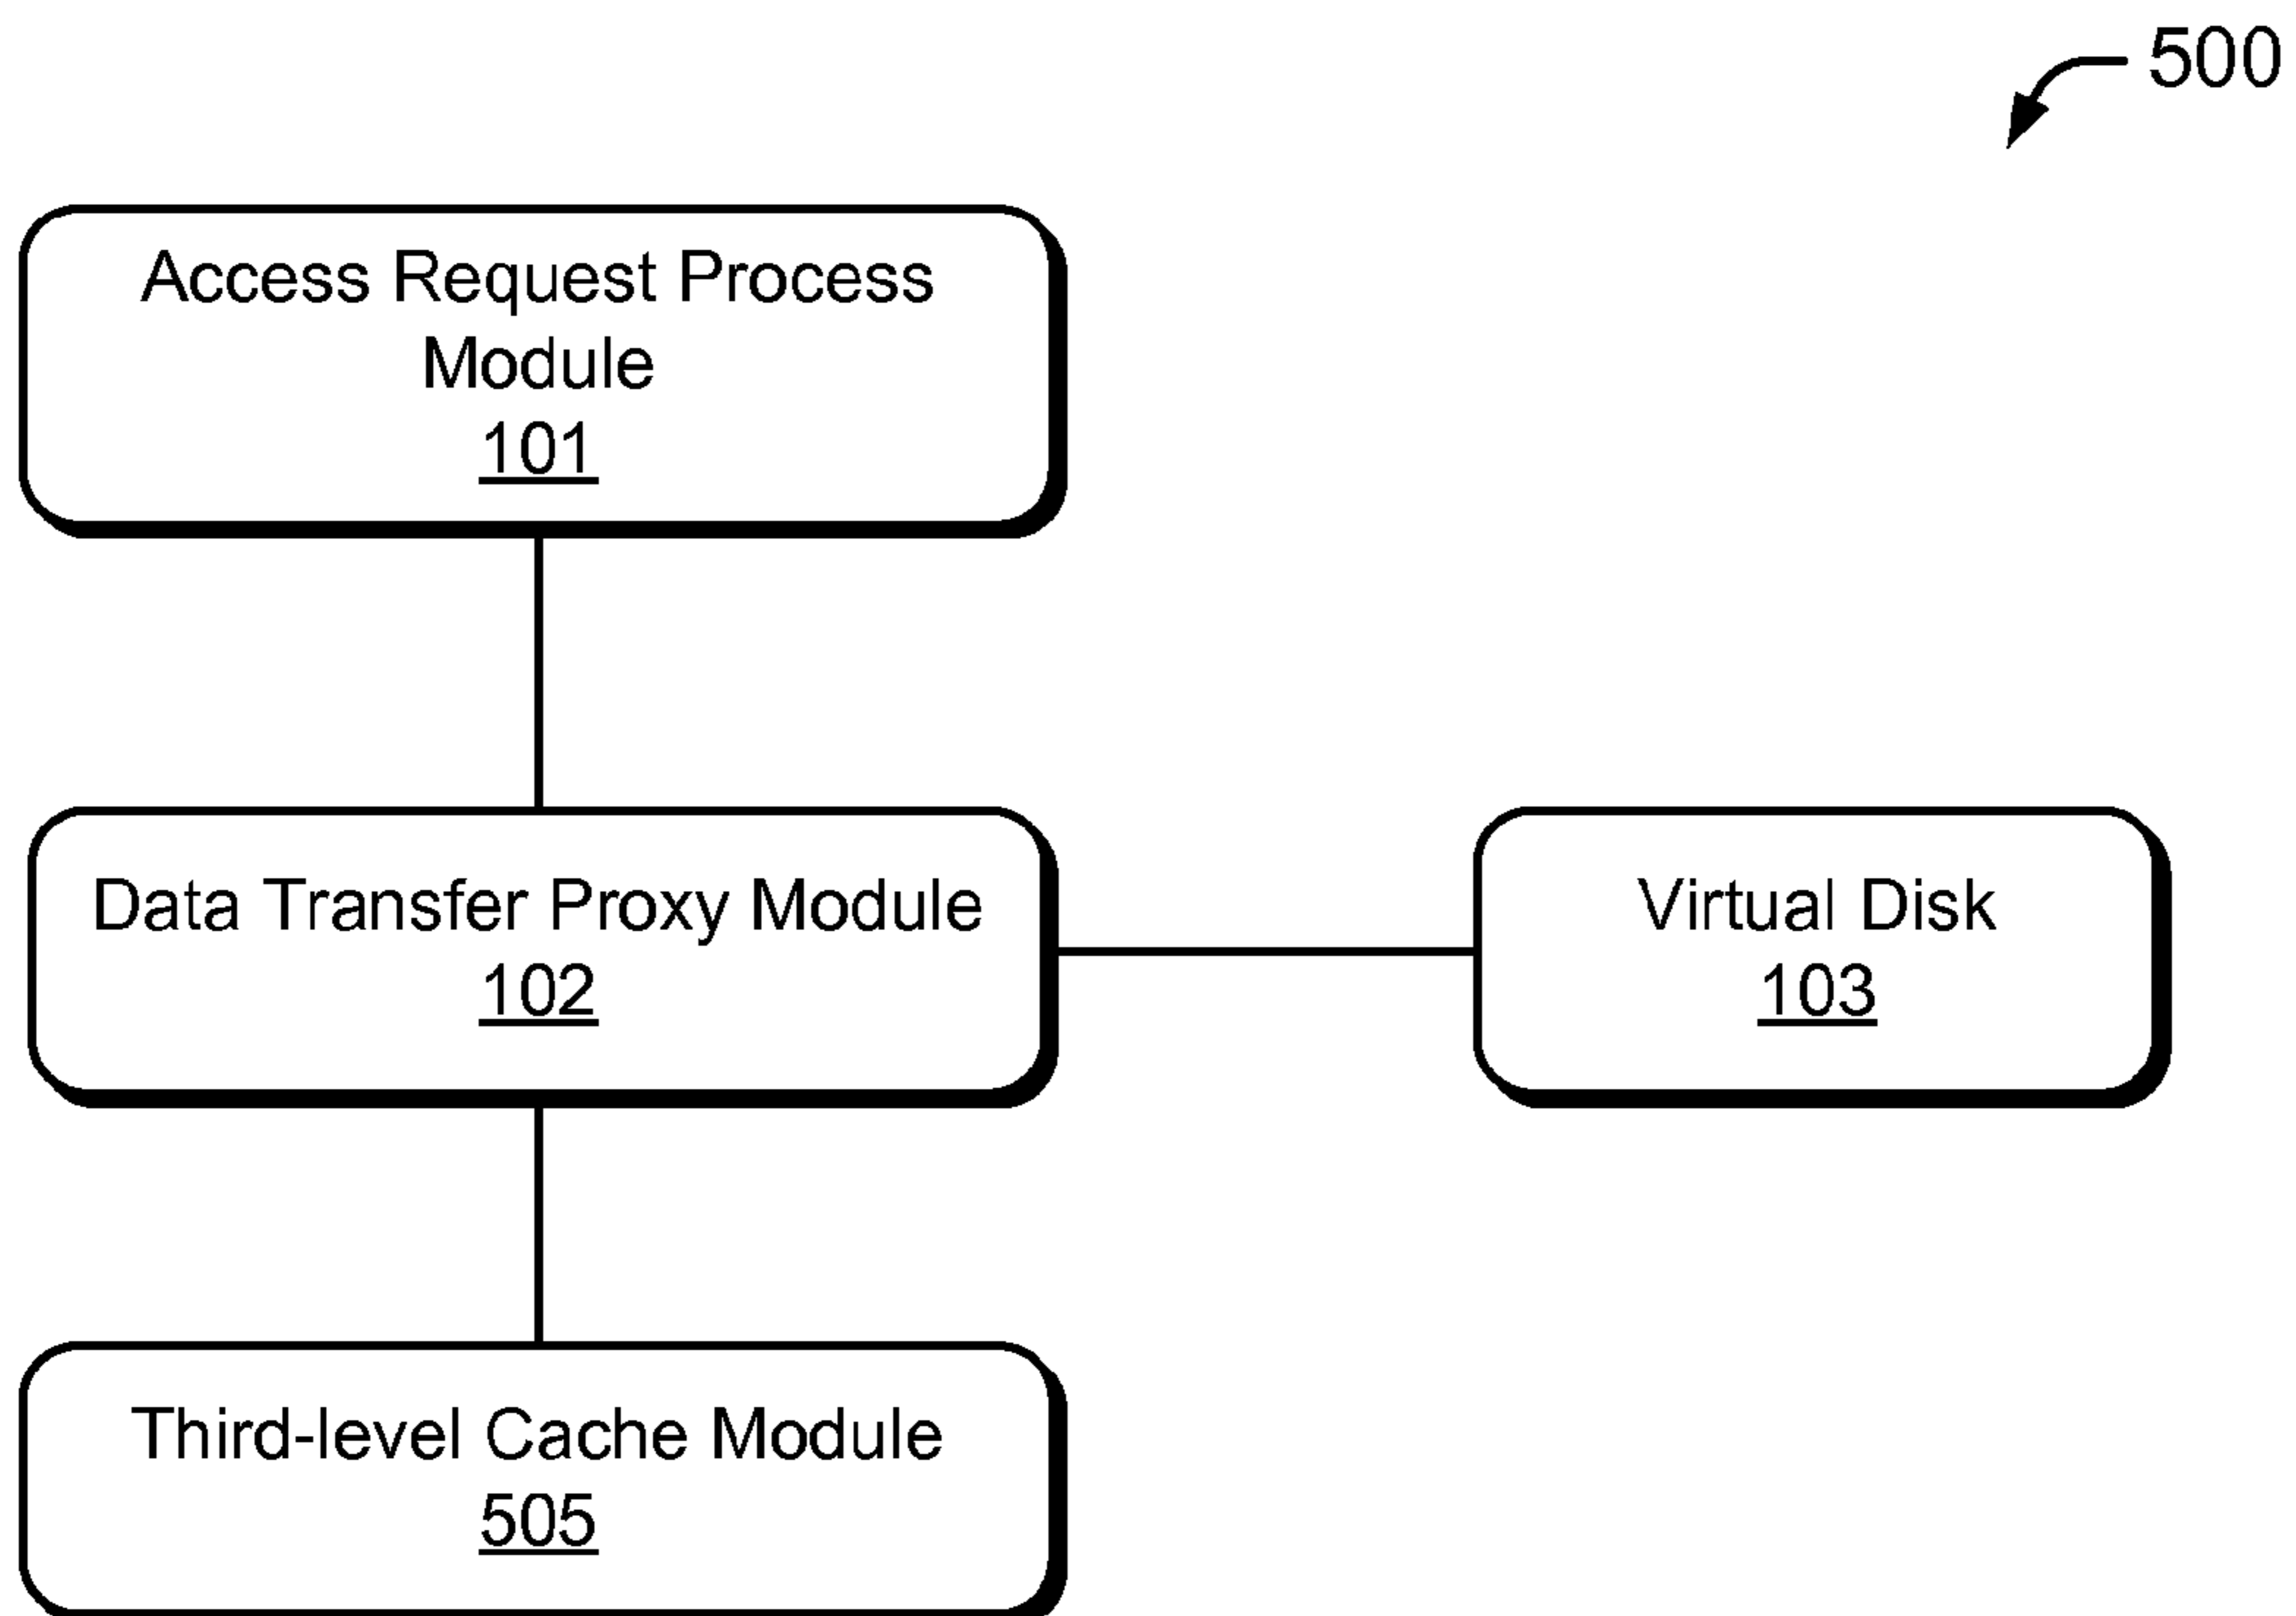 500
Access Request Process
Module
101
Data Transfer Proxy Module
102
Virtual Disk
103
Third-level Cache Module
505